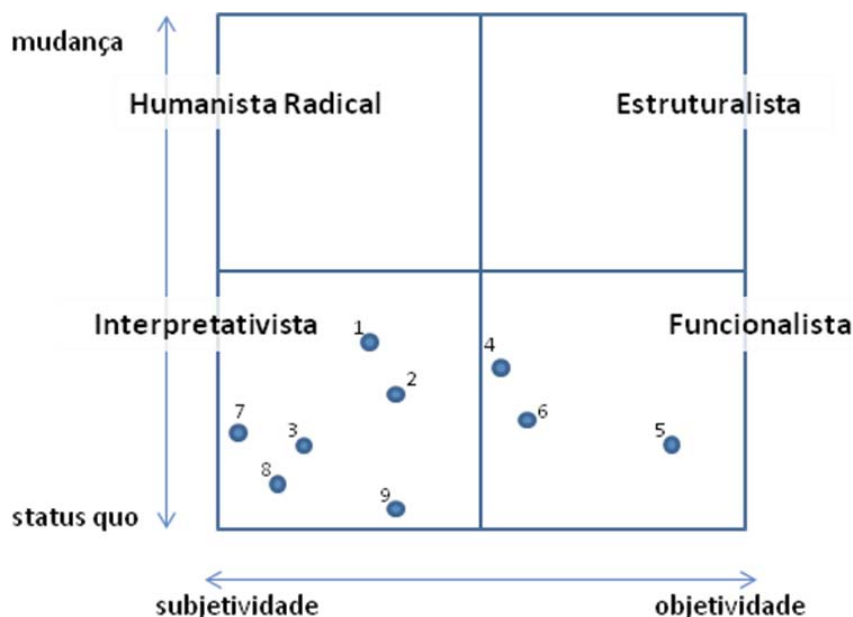 mudança
Humanista Radical
Estruturalista
Interpretativista
Funcionalista
1
4
2
7
3
6
5
8
9
status quo
subjetividade
objetividade